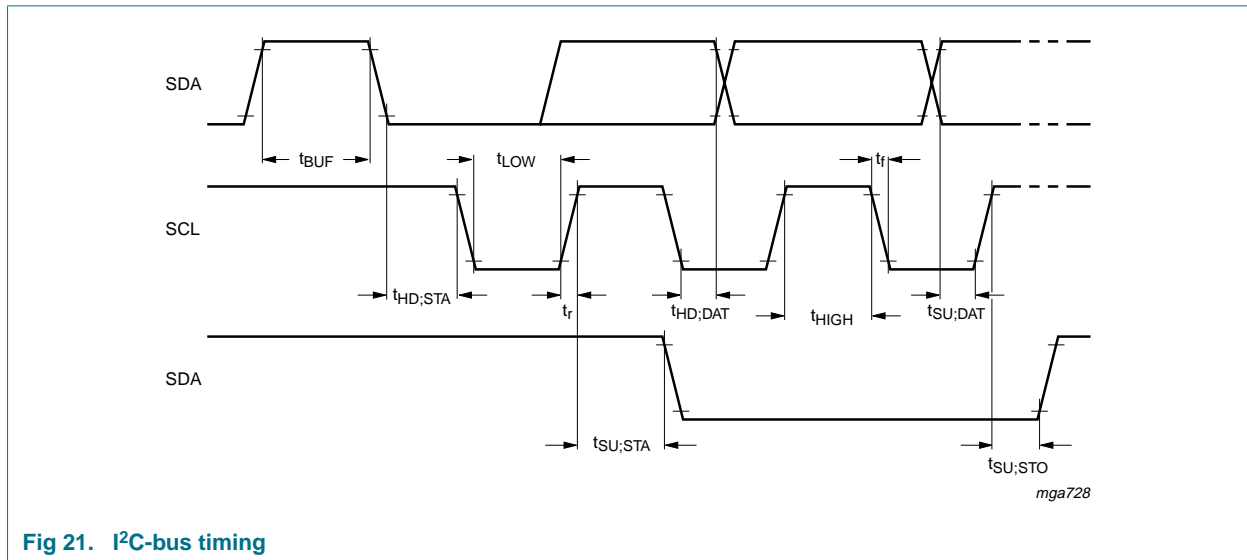 SDA
tBUF
tLOW
tf
SCL
tHD;STA
tr
tHD;DAT
tHIGH
tSU;DAT
SDA
tSU;STA
tSU;STO
mga728
Fig 21. I²C-bus timing